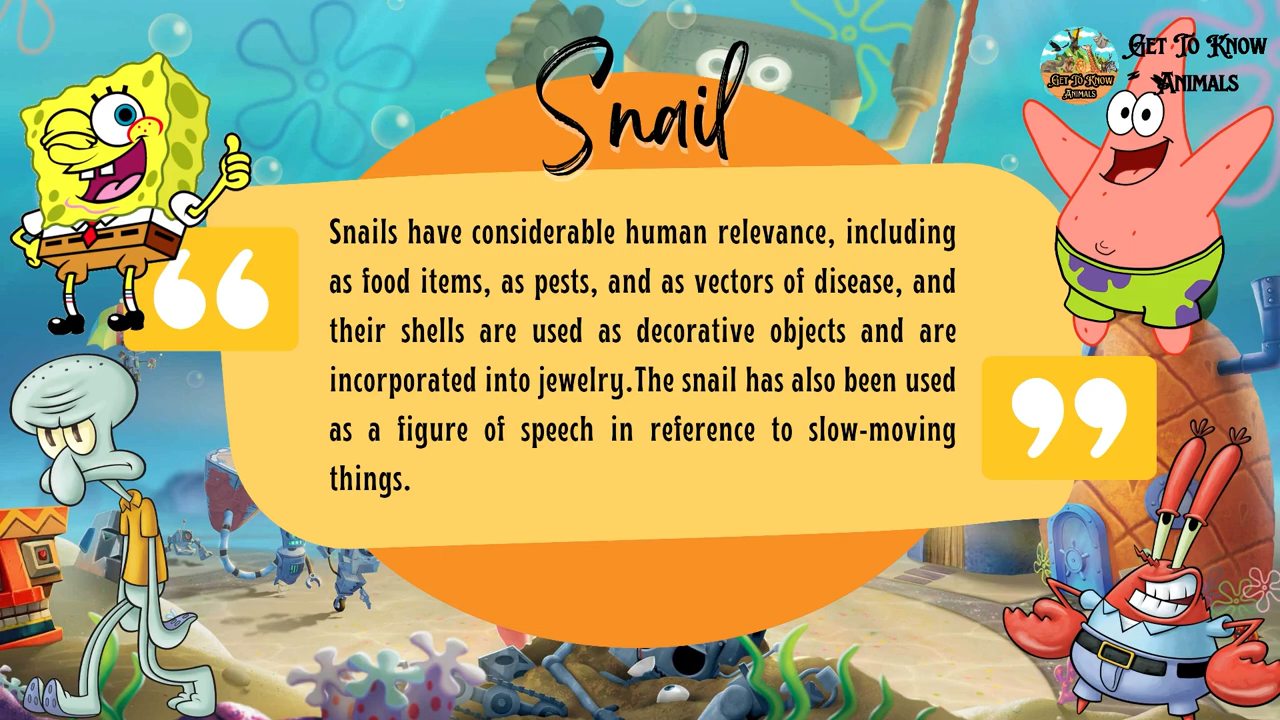 Snail
GET TO KNOW
ANIMALS
GET TO KNOW
ANIMALS
Snails have considerable human relevance, including
as food items, as pests, and as vectors of disease, and
their shells are used as decorative objects and are
incorporated into jewelry.The snail has also been used
as a figure of speech in reference to slow-moving
things.